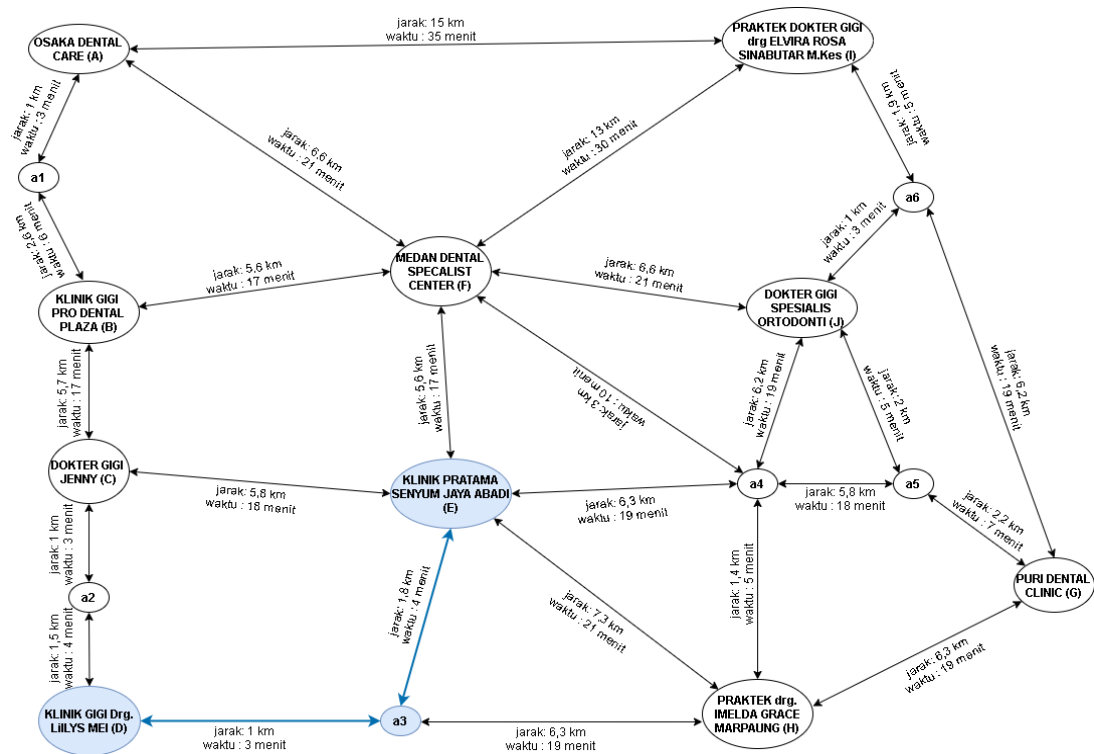 jarak: 15 km
waktu : 35 menit
OSAKA DENTAL
CARE (A)
PRAKTEK DOKTER GIGI
drg ELVIRA ROSA
SINABUTAR M.Kes (I)
jarak: 1 km
waktu : 3 menit
jarak: 6,6 km
waktu : 21 menit
jarak: 13 km
waktu : 30 menit
jarak: 1,9 km
waktu : 5 menit
a1
a6
jarak: 2,6 km
waktu : 6 menit
jarak: 1 km
waktu : 3 menit
MEDAN DENTAL
SPECALIST
CENTER (F)
jarak: 5,6 km
waktu : 17 menit
jarak: 6,6 km
waktu : 21 menit
KLINIK GIGI
PRO DENTAL
PLAZA (B)
DOKTER GIGI
SPESIALIS
ORTODONTI (J)
jarak: 5,7 km
waktu : 17 menit
jarak: 5,6 km
waktu : 17 menit
jarak: 3 km
waktu : 10 menit
jarak: 6,2 km
waktu : 19 menit
jarak: 2 km
waktu : 5 menit
jarak: 6,2 km
waktu : 19 menit
DOKTER GIGI
JENNY (C)
KLINIK PRATAMA
SENYUM JAYA ABADI
(E)
jarak: 5,8 km
waktu : 18 menit
jarak: 6,3 km
waktu : 19 menit
a4
jarak: 5,8 km
waktu : 18 menit
a5
jarak: 2,2 km
waktu : 7 menit
jarak: 1 km
waktu : 3 menit
a2
jarak: 1,8 km
waktu : 4 menit
jarak: 7,3 km
waktu : 21 menit
jarak: 1,4 km
waktu : 5 menit
PURI DENTAL
CLINIC (G)
jarak: 1,5 km
waktu : 4 menit
jarak: 6,3 km
waktu : 19 menit
KLINIK GIGI Drg.
LiILYS MEI (D)
jarak: 1 km
waktu : 3 menit
a3
jarak: 6,3 km
waktu : 19 menit
PRAKTEK drg.
IMELDA GRACE
MARPAUNG (H)